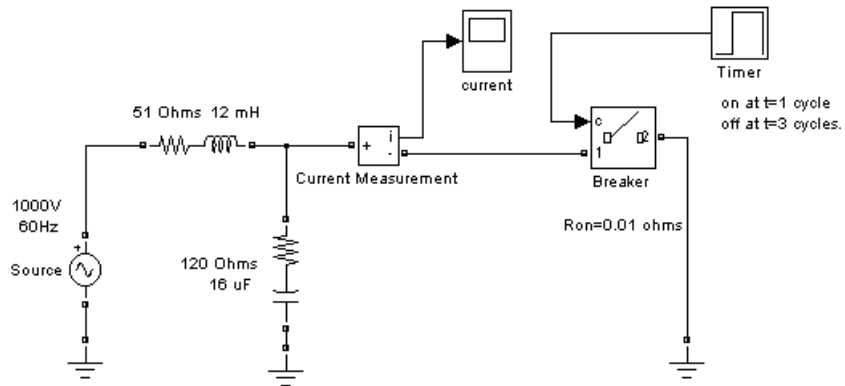 current
Timer
on at t=1 cycle
off at t=3 cycles.
51 Ohms 12 mH
+
i
-
Current Measurement
c
1
2
Breaker
Ron=0.01 ohms
1000V
60Hz
+
Source
120 Ohms
16 uF